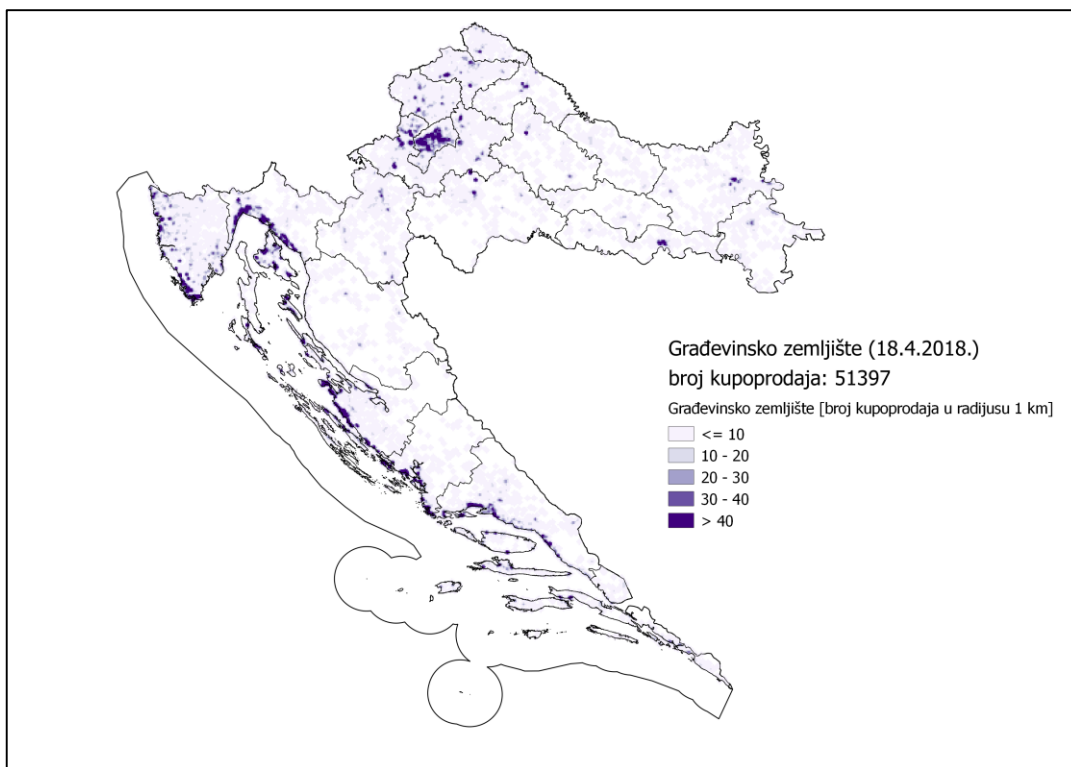 Građevinsko zemljište (18.4.2018.)
broj kupoprodaja: 51397
Građevinsko zemljište [broj kupoprodaja u radijusu 1 km]
<= 10
10 - 20
20 - 30
30 - 40
> 40